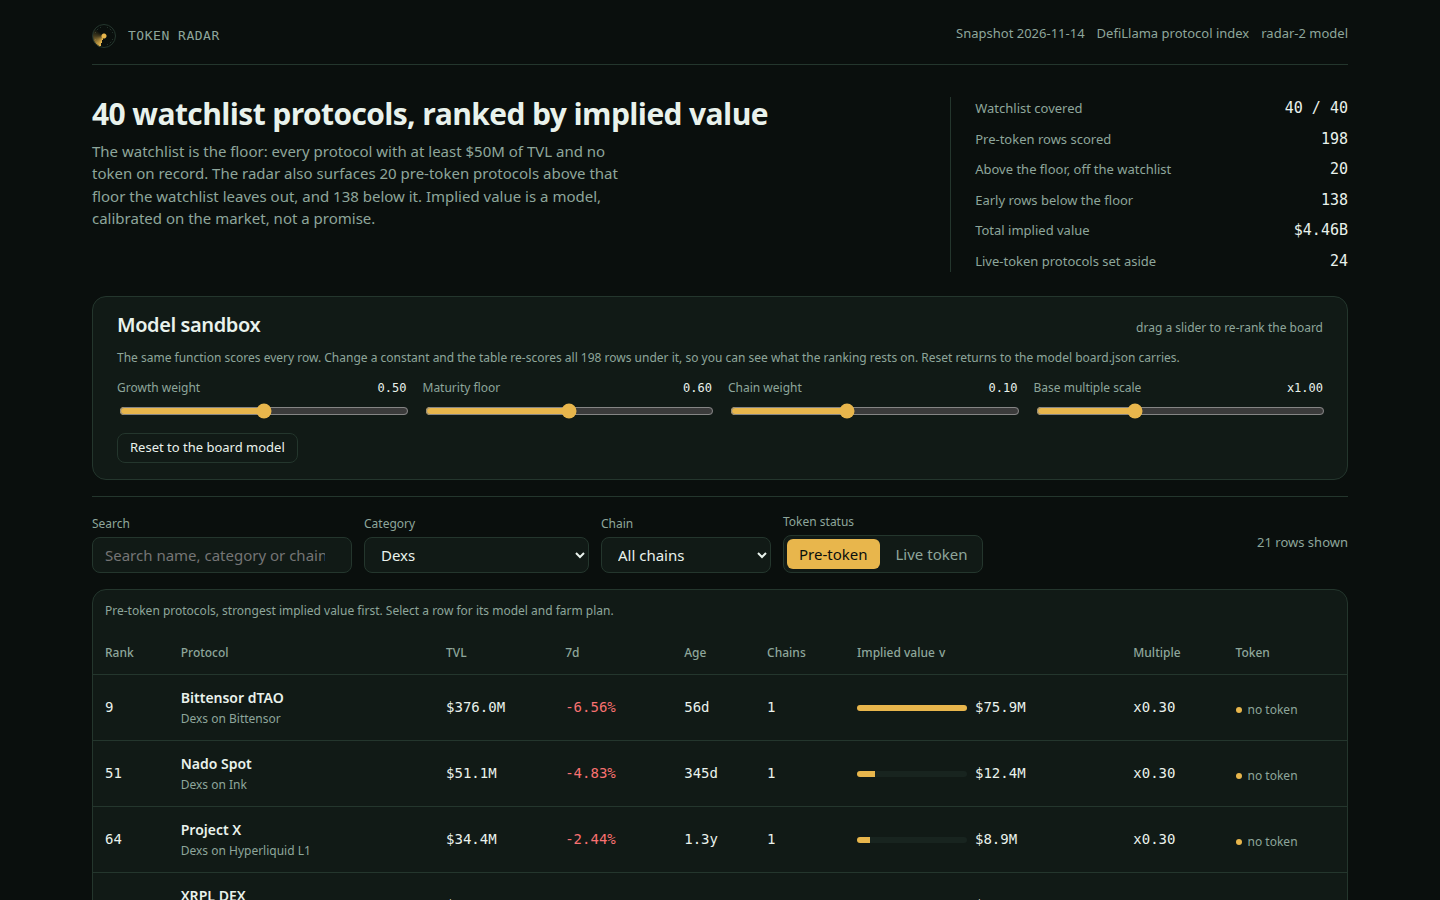 TOKEN RADAR
Snapshot 2026-11-14 DefiLlama protocol index radar-2 model
40 watchlist protocols, ranked by implied value
The watchlist is the floor: every protocol with at least $50M of TVL and no
token on record. The radar also surfaces 20 pre-token protocols above that
floor the watchlist leaves out, and 138 below it. Implied value is a model,
calibrated on the market, not a promise.
Watchlist covered 40 / 40
Pre-token rows scored 198
Above the floor, off the watchlist 20
Early rows below the floor 138
Total implied value $4.46B
Live-token protocols set aside 24
Model sandbox
drag a slider to re-rank the board
The same function scores every row. Change a constant and the table re-scores all 198 rows under it, so you can see what the ranking rests on. Reset returns to the model board.json carries.
Growth weight 0.50 Maturity floor 0.60 Chain weight 0.10 Base multiple scale x1.00
Reset to the board model
Search Category Chain Token status
Search name, category or chain Dexs All chains Pre-token Live token
21 rows shown
Pre-token protocols, strongest implied value first. Select a row for its model and farm plan.
Rank Protocol TVL 7d Age Chains Implied value v Multiple Token
9 Bittensor dTAO $376.0M -6.56% 56d 1 $75.9M x0.30 no token
Dexs on Bittensor
51 Nado Spot $51.1M -4.83% 345d 1 $12.4M x0.30 no token
Dexs on Ink
64 Project X $34.4M -2.44% 1.3y 1 $8.9M x0.30 no token
Dexs on Hyperliquid L1
XRPL DEX